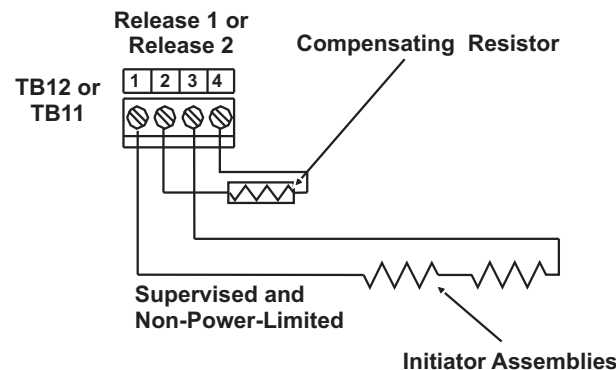 Release 1 or
Release 2
Compensating Resistor
TB12 or
TB11
1 2 3 4
Supervised and
Non-Power-Limited
Initiator Assemblies